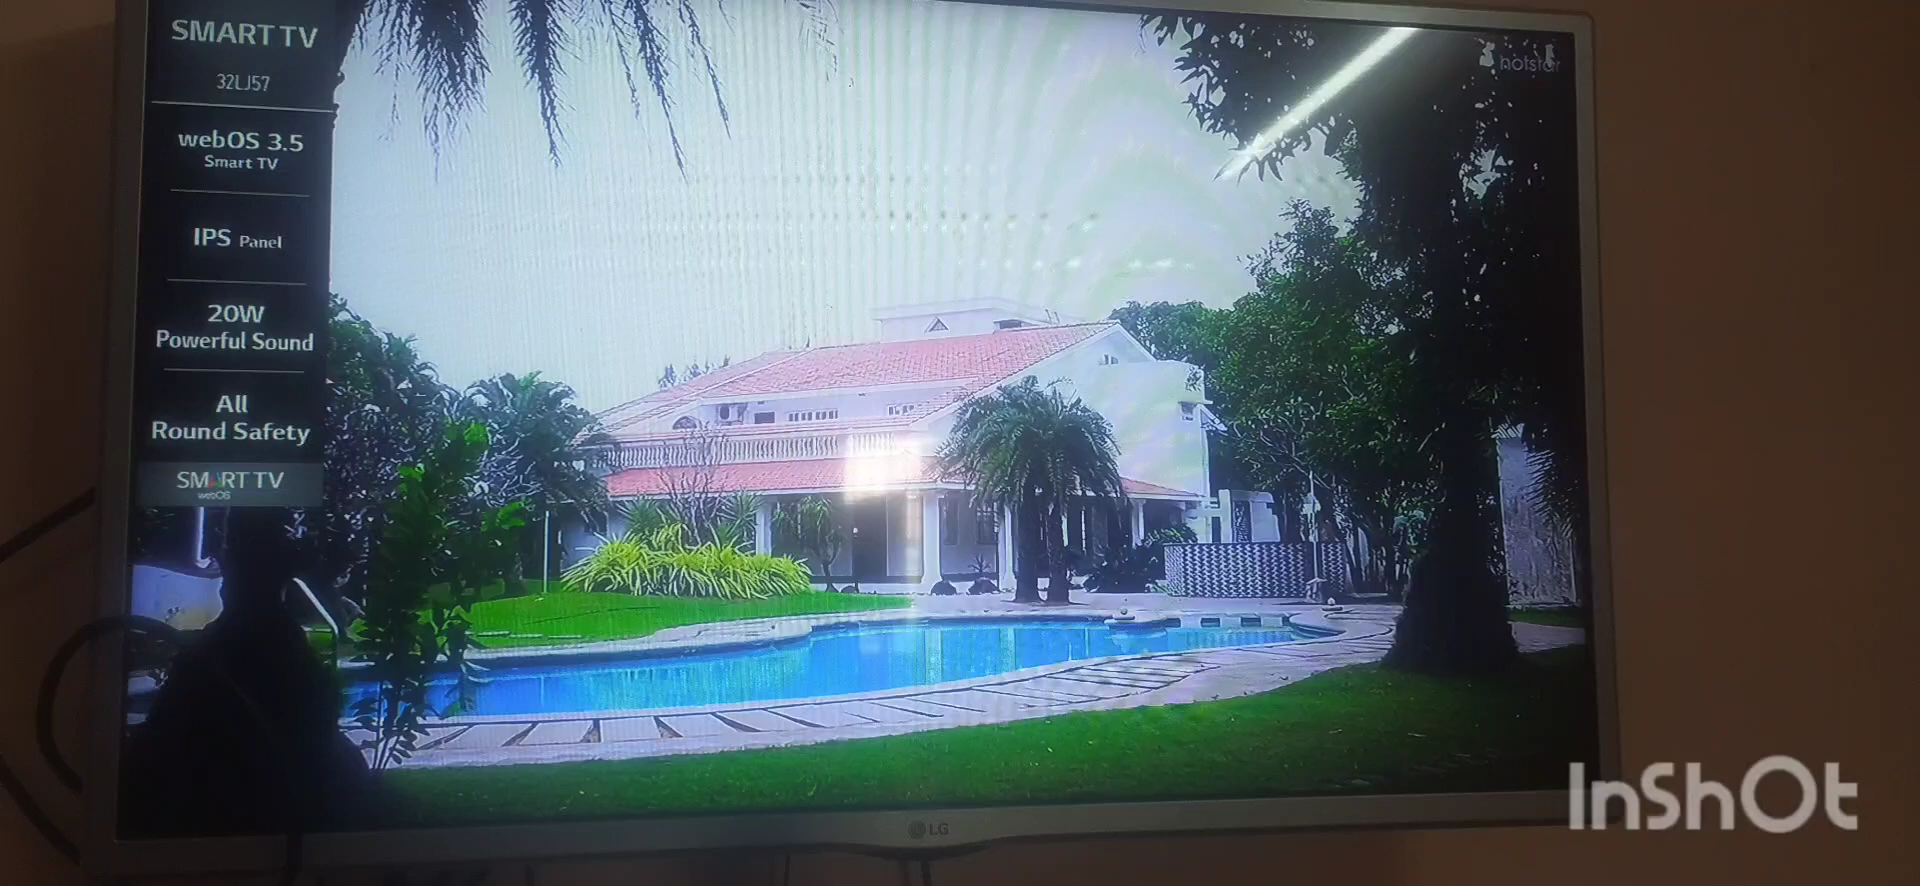 SMART TV
32LJ57
webOS 3.5
Smart TV
IPS Panel
20W
Powerful Sound
All
Round Safety
SMART TV
webOS
hotstar
LG
InShOt